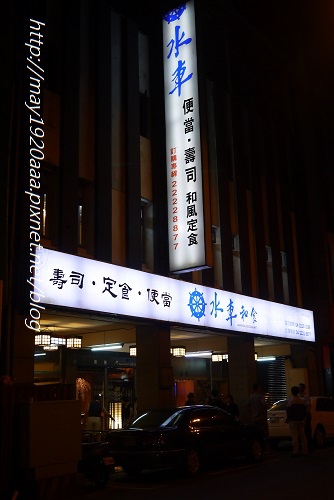 http://may1920aaa.pixnet.net/blog
水車
便當·壽司 和風定食
訂購專線 22228877
壽司·定食·便當 水車和食